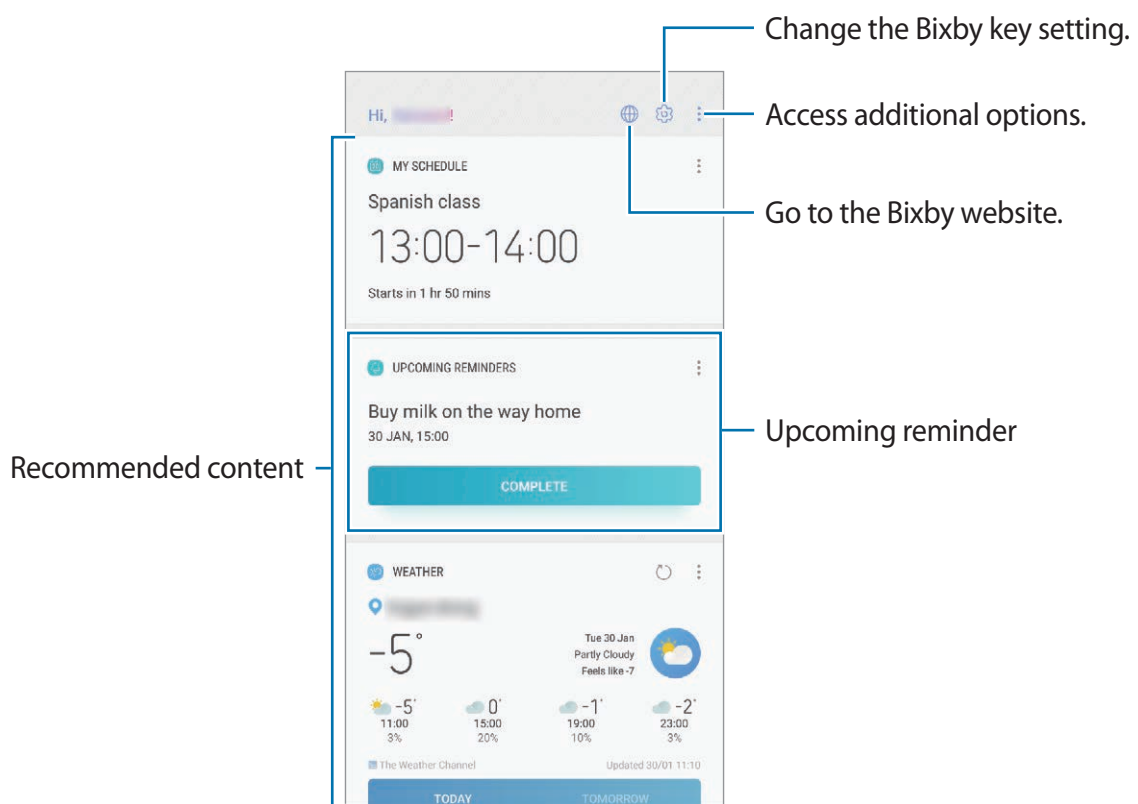 Change the Bixby key setting.
Hi, !
Access additional options.
MY SCHEDULE
Spanish class
Go to the Bixby website.
13:00-14:00
Starts in 1 hr 50 mins
UPCOMING REMINDERS
Buy milk on the way home
30 JAN, 15:00
Upcoming reminder
Recommended content
COMPLETE
WEATHER
-5°
Tue 30 Jan
Partly Cloudy
Feels like -7
-5° 0° -1° -2°
11:00 15:00 19:00 23:00
3% 20% 10% 3%
The Weather Channel Updated 30/01 11:10
TODAY TOMORROW